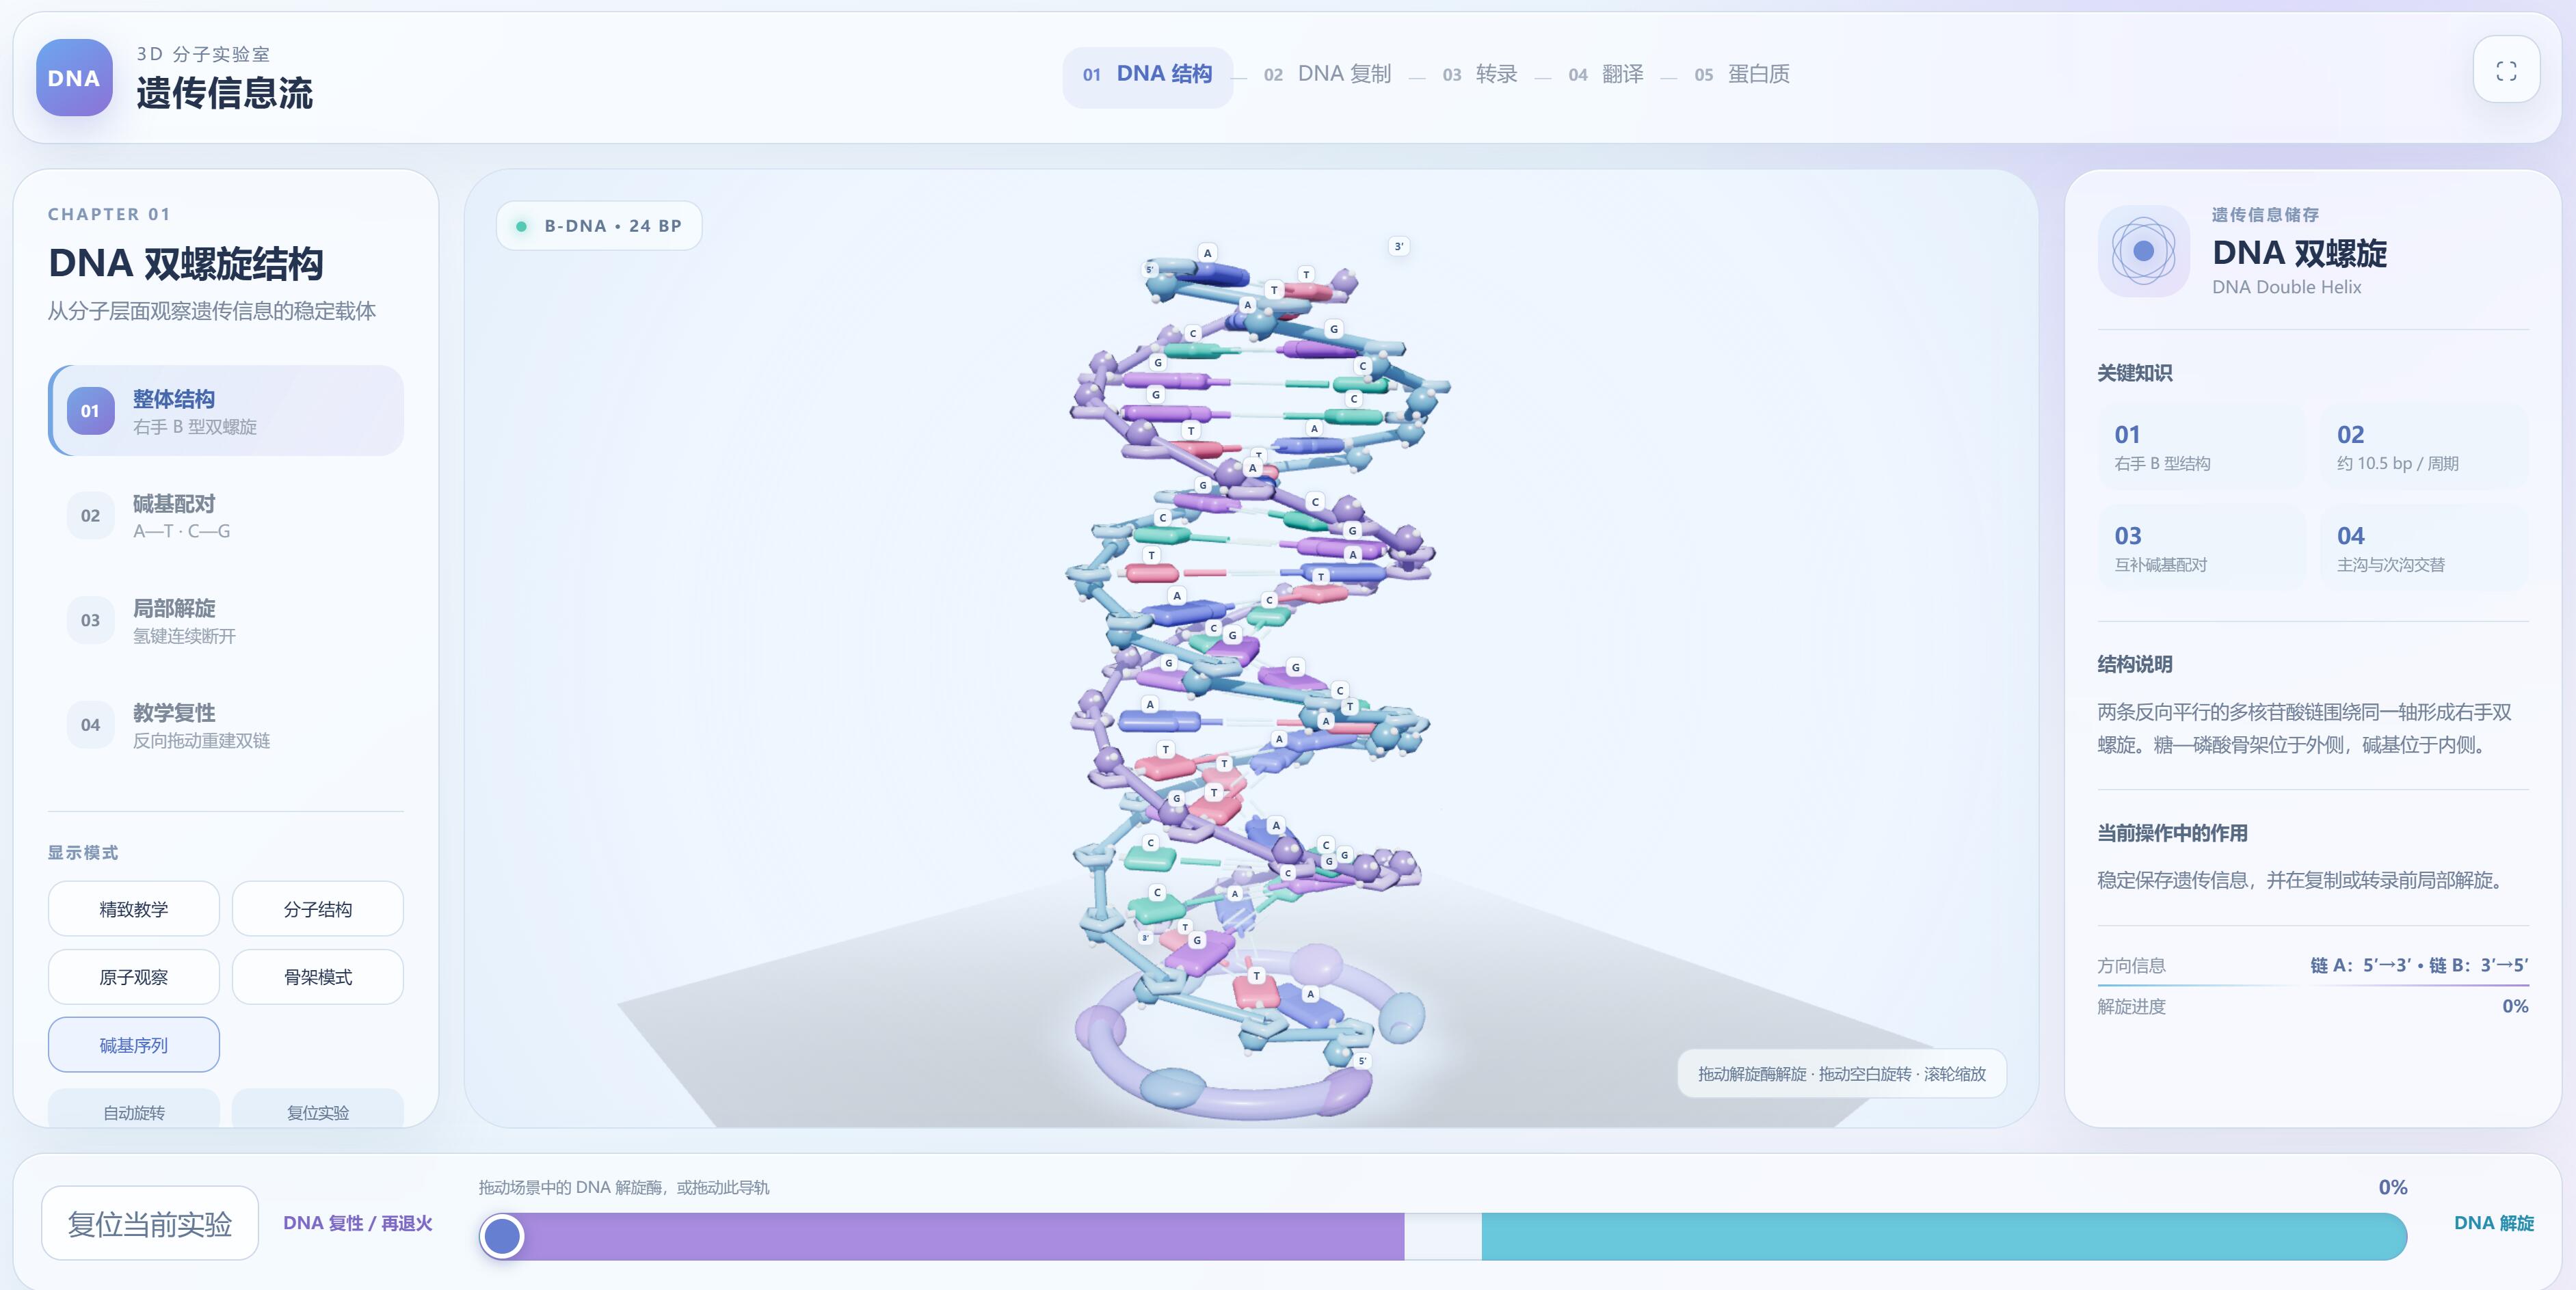 DNA
3D 分子实验室
遗传信息流
01 DNA 结构 — 02 DNA 复制 — 03 转录 — 04 翻译 — 05 蛋白质
CHAPTER 01
DNA 双螺旋结构
从分子层面观察遗传信息的稳定载体
01
整体结构
右手 B 型双螺旋
02
碱基配对
A—T · C—G
03
局部解旋
氢键连续断开
04
教学复性
反向拖动重建双链
显示模式
精致教学
分子结构
原子观察
骨架模式
碱基序列
自动旋转
复位实验
B-DNA • 24 BP
3'
A
5'
T
T
A
G
C
G
C
G
C
T
A
T
A
G
C
C
G
T
A
T
A
C
C
G
G
G
C
A
T
A
A
T
T
G
T
A
C
C
G
G
C
C
A
T
3'
G
T
A
5'
拖动解旋酶解旋 · 拖动空白旋转 · 滚轮缩放
遗传信息储存
DNA 双螺旋
DNA Double Helix
关键知识
01
右手 B 型结构
02
约 10.5 bp / 周期
03
互补碱基配对
04
主沟与次沟交替
结构说明
两条反向平行的多核苷酸链围绕同一轴形成右手双
螺旋。糖—磷酸骨架位于外侧，碱基位于内侧。
当前操作中的作用
稳定保存遗传信息，并在复制或转录前局部解旋。
方向信息
链 A：5′→3′ • 链 B：3′→5′
解旋进度
0%
复位当前实验
DNA 复性 / 再退火
拖动场景中的 DNA 解旋酶，或拖动此导轨
0%
DNA 解旋